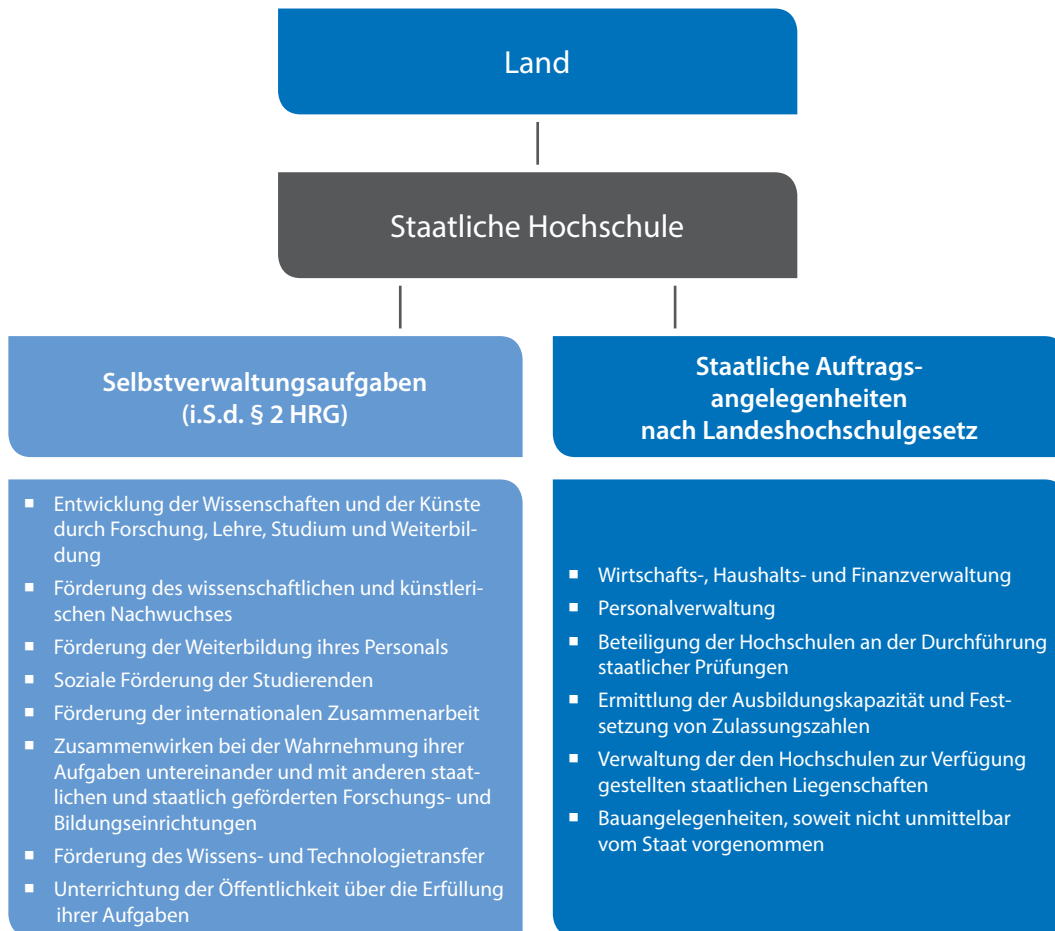 Land
Staatliche Hochschule
Selbstverwaltungsaufgaben
(i.S.d. § 2 HRG)
Staatliche Auftrags-
angelegenheiten
nach Landeshochschulgesetz
▪ Entwicklung der Wissenschaften und der Künste
durch Forschung, Lehre, Studium und Weiterbil-
dung
▪ Förderung des wissenschaftlichen und künstleri-
schen Nachwuchses
▪ Förderung der Weiterbildung ihres Personals
▪ Soziale Förderung der Studierenden
▪ Förderung der internationalen Zusammenarbeit
▪ Zusammenwirken bei der Wahrnehmung ihrer
Aufgaben untereinander und mit anderen staat-
lichen und staatlich geförderten Forschungs- und
Bildungseinrichtungen
▪ Förderung des Wissens- und Technologietransfer
▪ Unterrichtung der Öffentlichkeit über die Erfüllung
ihrer Aufgaben
▪ Wirtschafts-, Haushalts- und Finanzverwaltung
▪ Personalverwaltung
▪ Beteiligung der Hochschulen an der Durchführung
staatlicher Prüfungen
▪ Ermittlung der Ausbildungskapazität und Fest-
setzung von Zulassungszahlen
▪ Verwaltung der den Hochschulen zur Verfügung
gestellten staatlichen Liegenschaften
▪ Bauangelegenheiten, soweit nicht unmittelbar
vom Staat vorgenommen